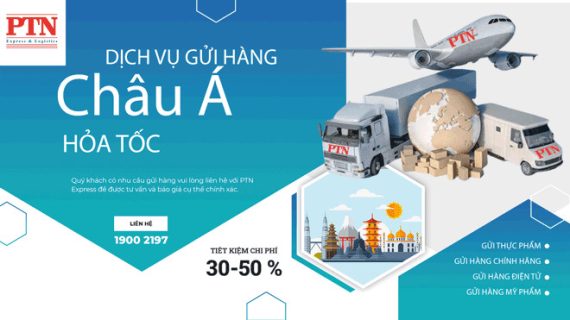 PTN
Express & Logistics
DỊCH VỤ GỬI HÀNG
Châu Á
HỎA TỐC
Quý khách có nhu cầu gửi hàng vui lòng liên hệ với PTN
Express để được tư vấn và báo giá cụ thể chính xác.
LIÊN HỆ
1900 2197
TIẾT KIỆM CHI PHÍ
30-50 %
PTN
PTN
PTN
GỬI THỰC PHẨM
GỬI HÀNG CHÍNH HÃNG
GỬI HÀNG ĐIỆN TỬ
GỬI HÀNG MỸ PHẨM